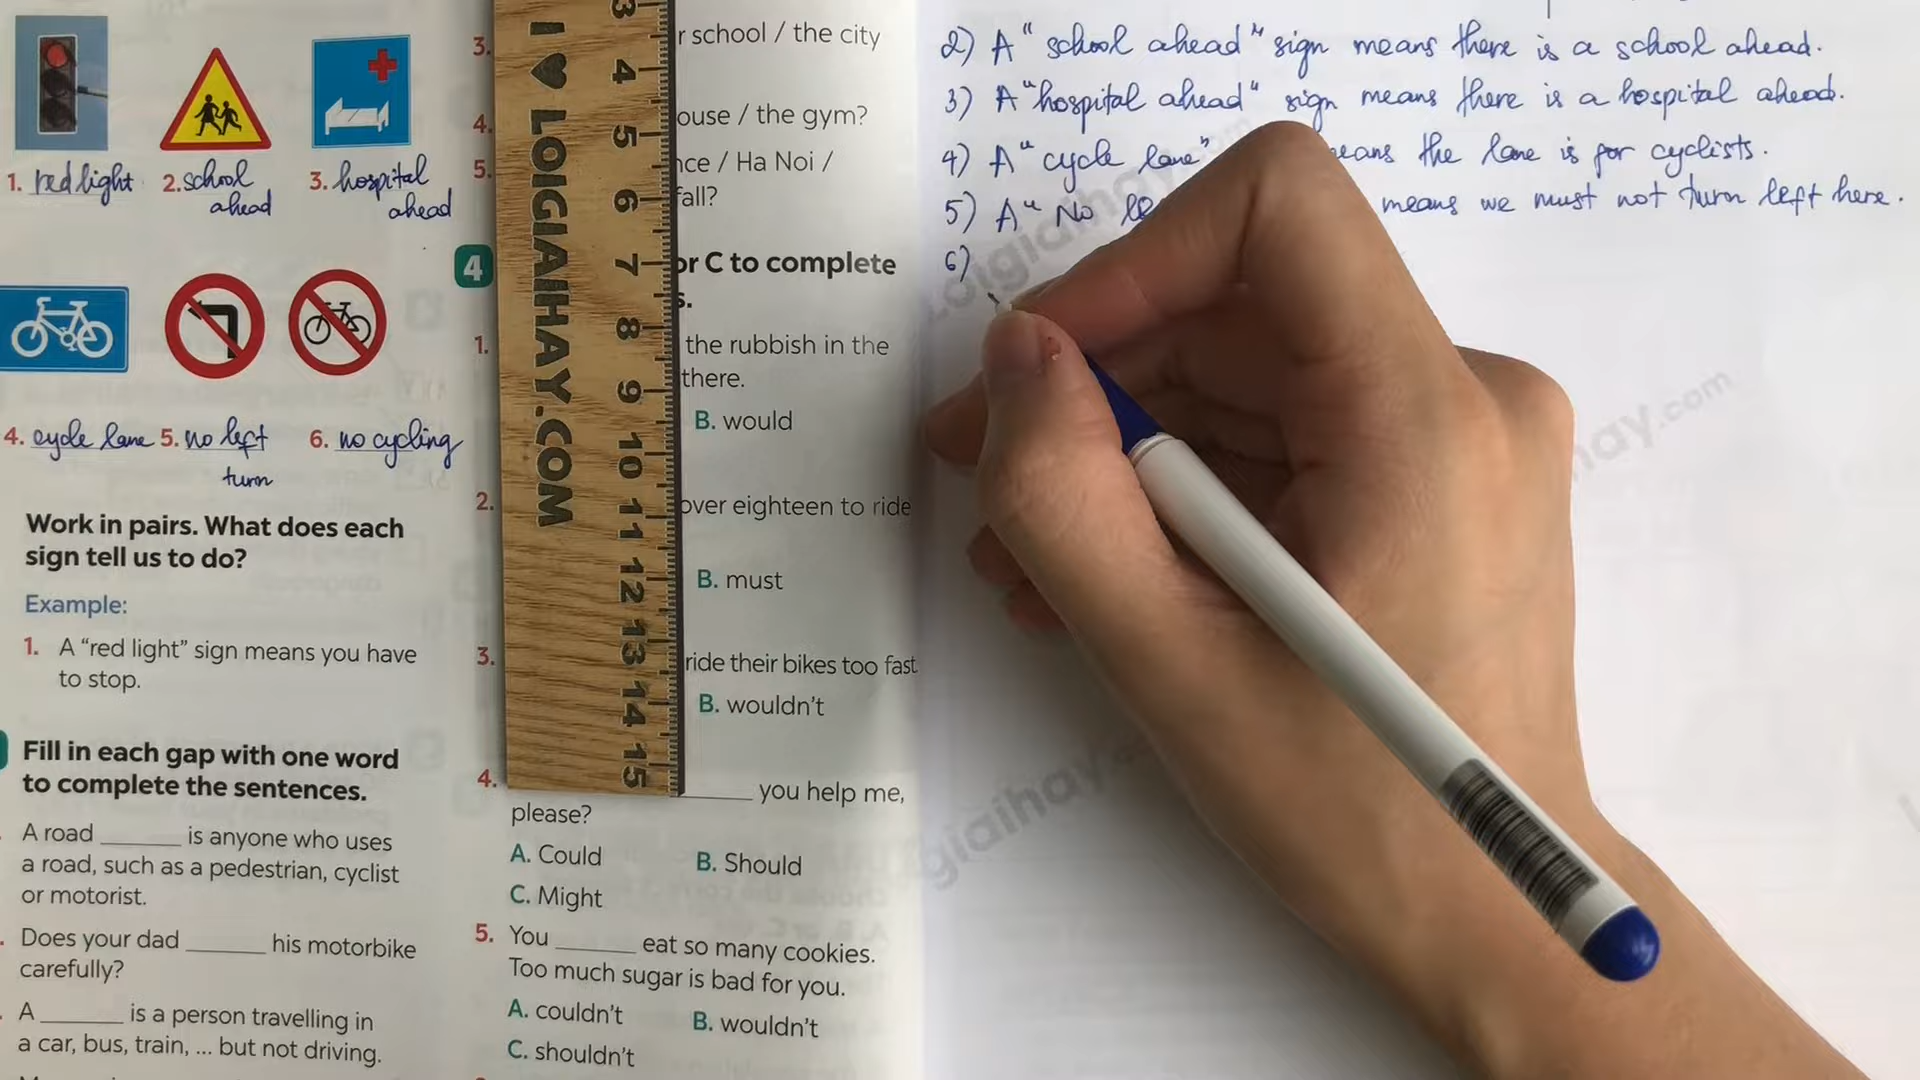 1. red light 2. school
ahead
3. hospital
ahead
4. cycle lane 5. no left
turn
6. no cycling
Work in pairs. What does each
sign tell us to do?
Example:
1. A “red light” sign means you have
to stop.
Fill in each gap with one word
to complete the sentences.
A road ______ is anyone who uses
a road, such as a pedestrian, cyclist
or motorist.
Does your dad ______ his motorbike
carefully?
A ______ is a person travelling in
a car, bus, train, ... but not driving.
I ♥ LOIGIAIHAY.COM
3 4 5 6 7 8 9 10 11 12 13 14 15
3. r school / the city
4. ouse / the gym?
5. nce / Ha Noi /
fall?
4 or C to complete
s.
1. the rubbish in the
there.
B. would
2. over eighteen to ride
B. must
3. ride their bikes too fast
B. wouldn't
4. ______ you help me,
please?
A. Could B. Should
C. Might
5. You ______ eat so many cookies.
Too much sugar is bad for you.
A. couldn't B. wouldn't
C. shouldn't
2) A "school ahead" sign means there is a school ahead.
3) A "hospital ahead" sign means there is a hospital ahead.
4) A "cycle lane" means the lane is for cyclists.
5) A "No le means we must not turn left here.
6)